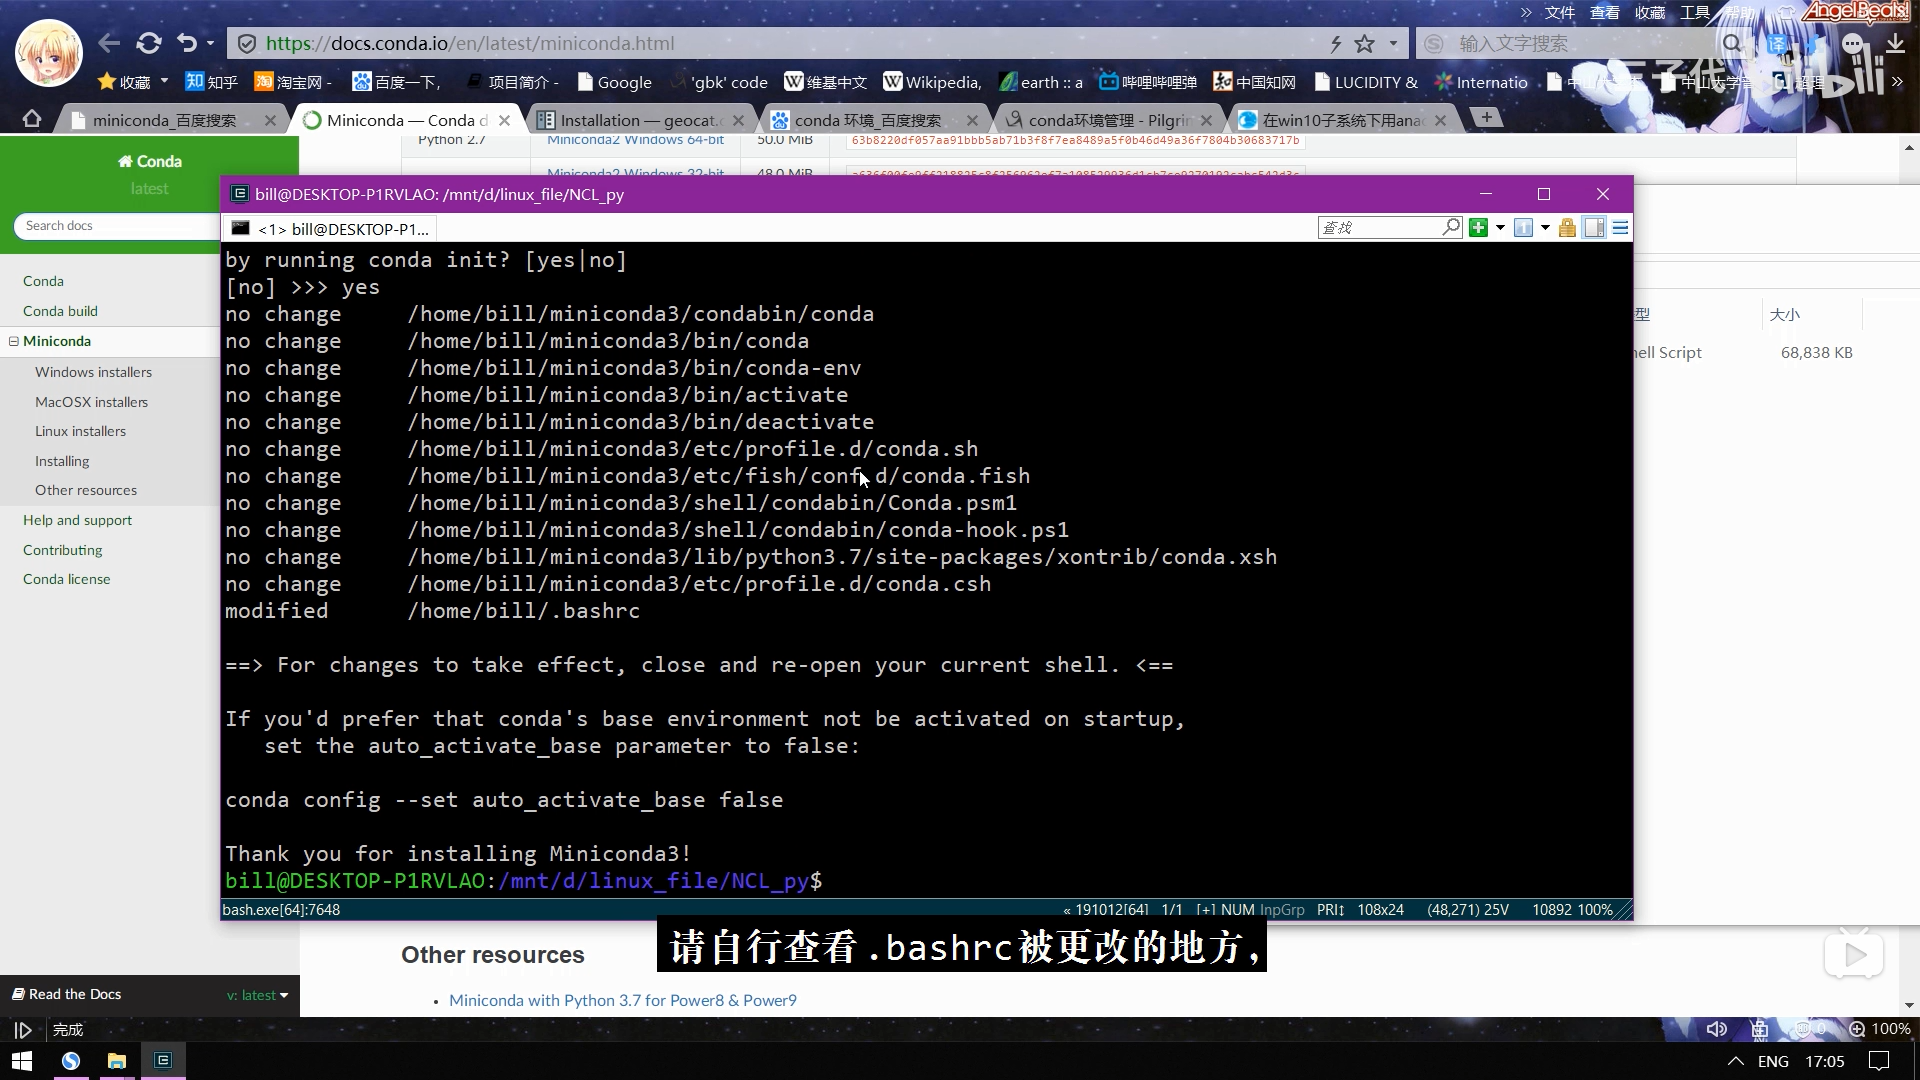 文件 查看 收藏 工具 帮助
AngelBeats!
https://docs.conda.io/en/latest/miniconda.html
输入文字搜索
收藏 知乎 淘宝网 - 百度一下, 项目简介 - Google 'gbk' code 维基中文 Wikipedia, earth :: a 哔哩哔哩弹 中国知网 LUCIDITY & Internatio
bilibili
miniconda_百度搜索
Miniconda — Conda d
Installation — geocat.
conda 环境_百度搜索
conda环境管理 - Pilgrin
在win10子系统下用anac
Conda
latest
Search docs
Conda
Conda build
Miniconda
Windows installers
MacOSX installers
Linux installers
Installing
Other resources
Help and support
Contributing
Conda license
Read the Docs
v: latest
Python 2.7 Miniconda2 Windows 64-bit 50.0 MiB 63b8220df057aa91bbb5ab71b3f8f7ea8489a5f0b46d49a36f7804b30683717b
Miniconda2 Windows 32-bit 48.0 MiB
型 大小
hell Script 68,838 KB
bill@DESKTOP-P1RVLAO: /mnt/d/linux_file/NCL_py
<1> bill@DESKTOP-P1...
查找
by running conda init? [yes|no]
[no] >>> yes
no change     /home/bill/miniconda3/condabin/conda
no change     /home/bill/miniconda3/bin/conda
no change     /home/bill/miniconda3/bin/conda-env
no change     /home/bill/miniconda3/bin/activate
no change     /home/bill/miniconda3/bin/deactivate
no change     /home/bill/miniconda3/etc/profile.d/conda.sh
no change     /home/bill/miniconda3/etc/fish/conf.d/conda.fish
no change     /home/bill/miniconda3/shell/condabin/Conda.psm1
no change     /home/bill/miniconda3/shell/condabin/conda-hook.ps1
no change     /home/bill/miniconda3/lib/python3.7/site-packages/xontrib/conda.xsh
no change     /home/bill/miniconda3/etc/profile.d/conda.csh
modified      /home/bill/.bashrc
==> For changes to take effect, close and re-open your current shell. <==
If you'd prefer that conda's base environment not be activated on startup,
set the auto_activate_base parameter to false:
conda config --set auto_activate_base false
Thank you for installing Miniconda3!
bill@DESKTOP-P1RVLAO:/mnt/d/linux_file/NCL_py$
bash.exe[64]:7648
« 191012[64] 1/1 [+] NUM InpGrp PRI↕ 108x24 (48,271) 25V 10892 100%
请自行查看.bashrc被更改的地方,
Other resources
Miniconda with Python 3.7 for Power8 & Power9
完成
0
100%
ENG 17:05